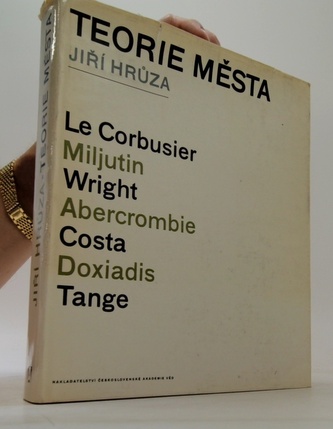 TEORIE MĚSTA
JIŘÍ HRŮZA
Le Corbusier
Miljutin
Wright
Abercrombie
Costa
Doxiadis
Tange
NAKLADATELSTVÍ ČESKOSLOVENSKÉ AKADEMIE VĚD
JIŘÍ HRŮZA TEORIE MĚSTA